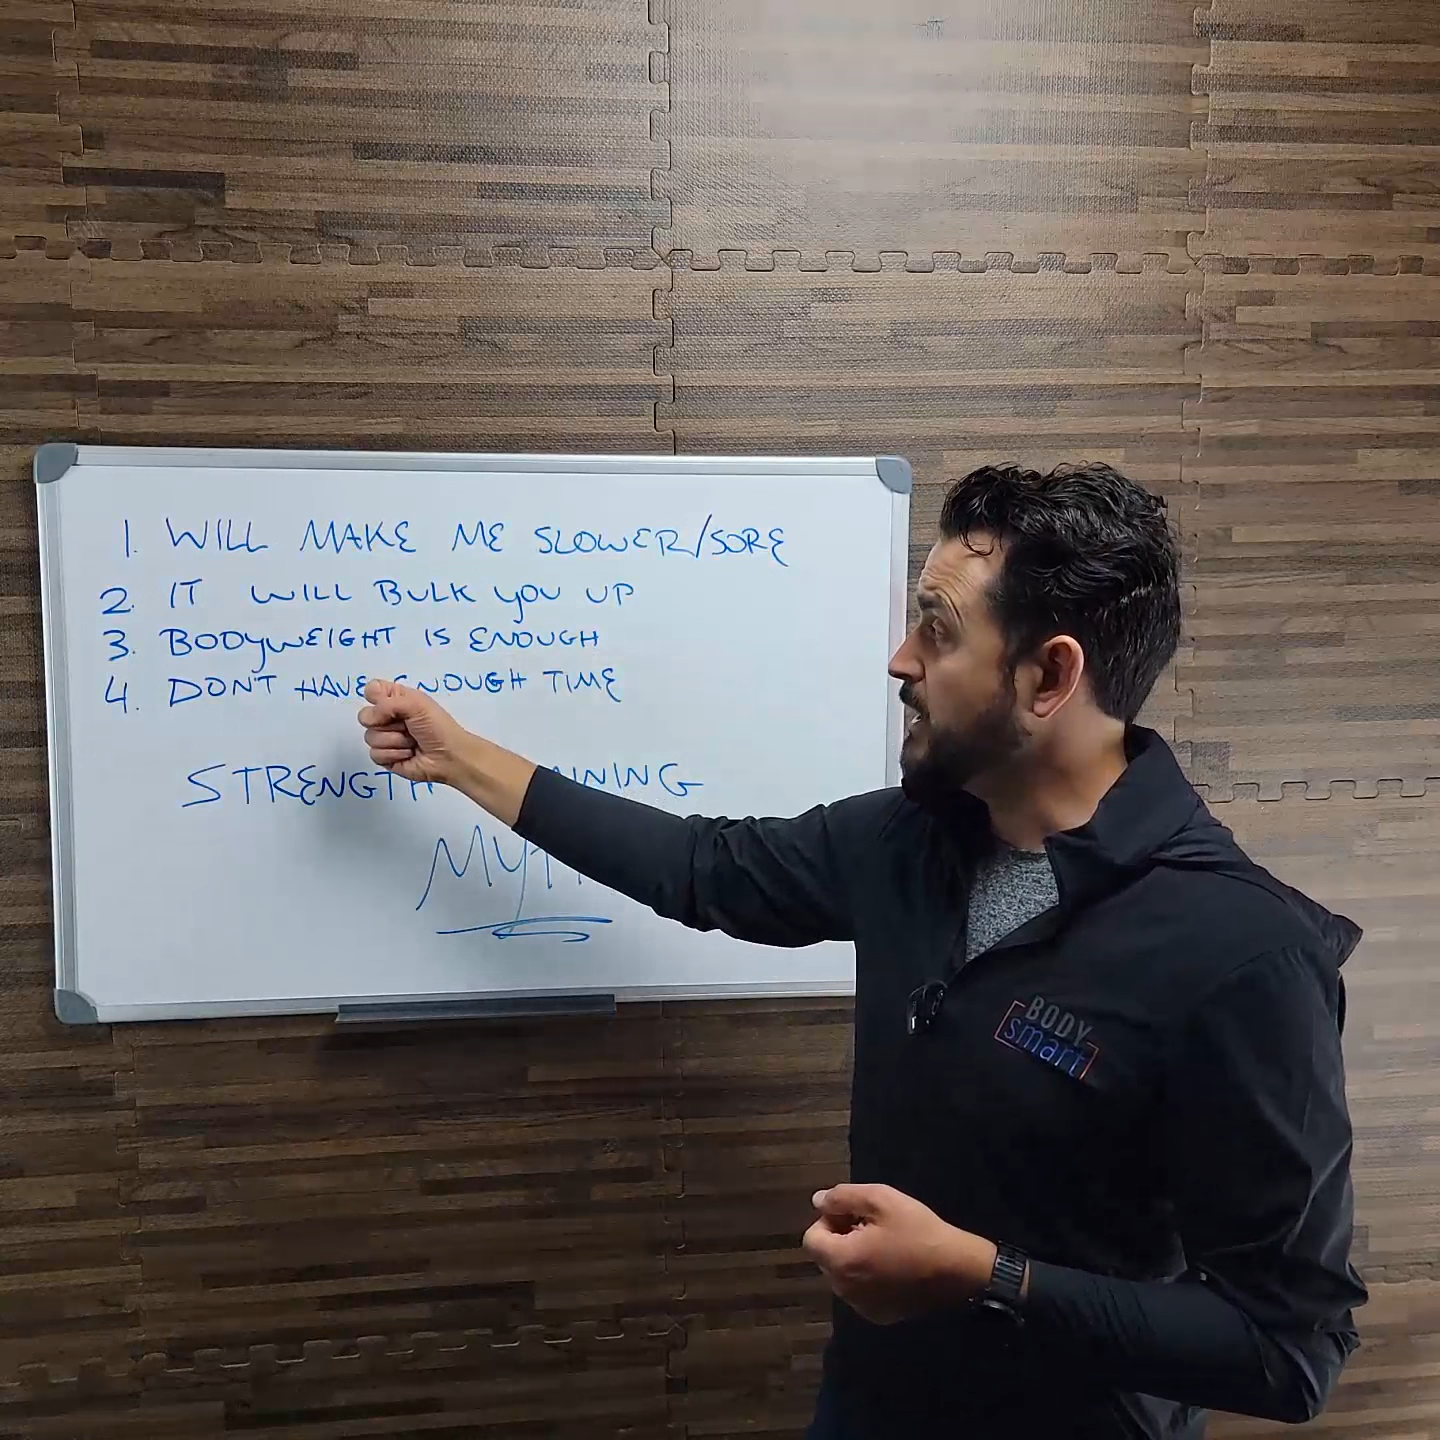 1. WILL MAKE ME SLOWER/SORE
2. IT WILL BULK YOU UP
3. BODYWEIGHT IS ENOUGH
4. DON'T HAVE ENOUGH TIME
STRENGTH
BODY
smart